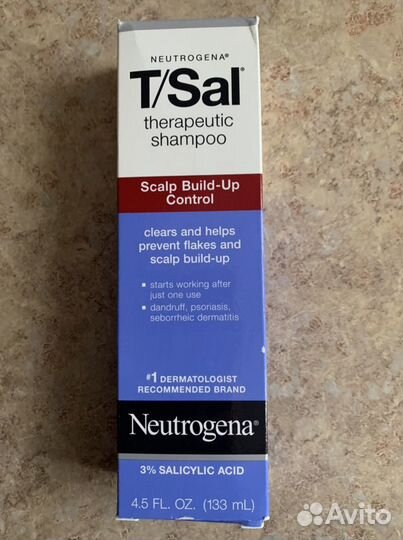 NEUTROGENA®
T/Sal®
therapeutic
shampoo
Scalp Build-Up
Control
clears and helps
prevent flakes and
scalp build-up
▪ starts working after
just one use
▪ dandruff, psoriasis,
seborrheic dermatitis
#1 DERMATOLOGIST
RECOMMENDED BRAND
Neutrogena®
3% SALICYLIC ACID
4.5 FL. OZ. (133 mL)
Avito